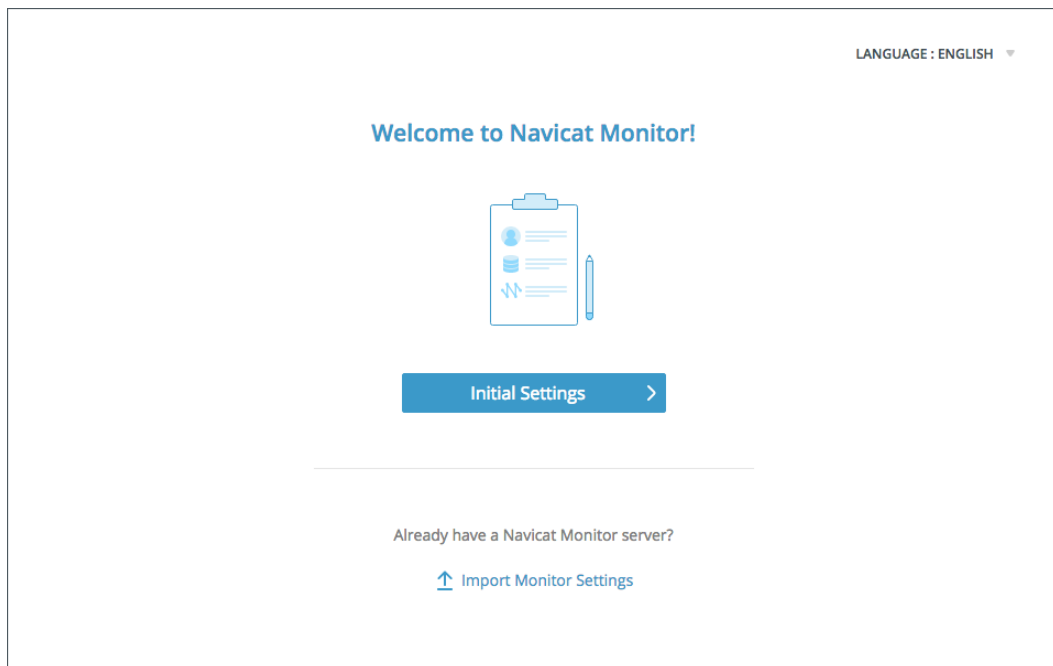 LANGUAGE : ENGLISH
Welcome to Navicat Monitor!
Initial Settings
Already have a Navicat Monitor server?
Import Monitor Settings